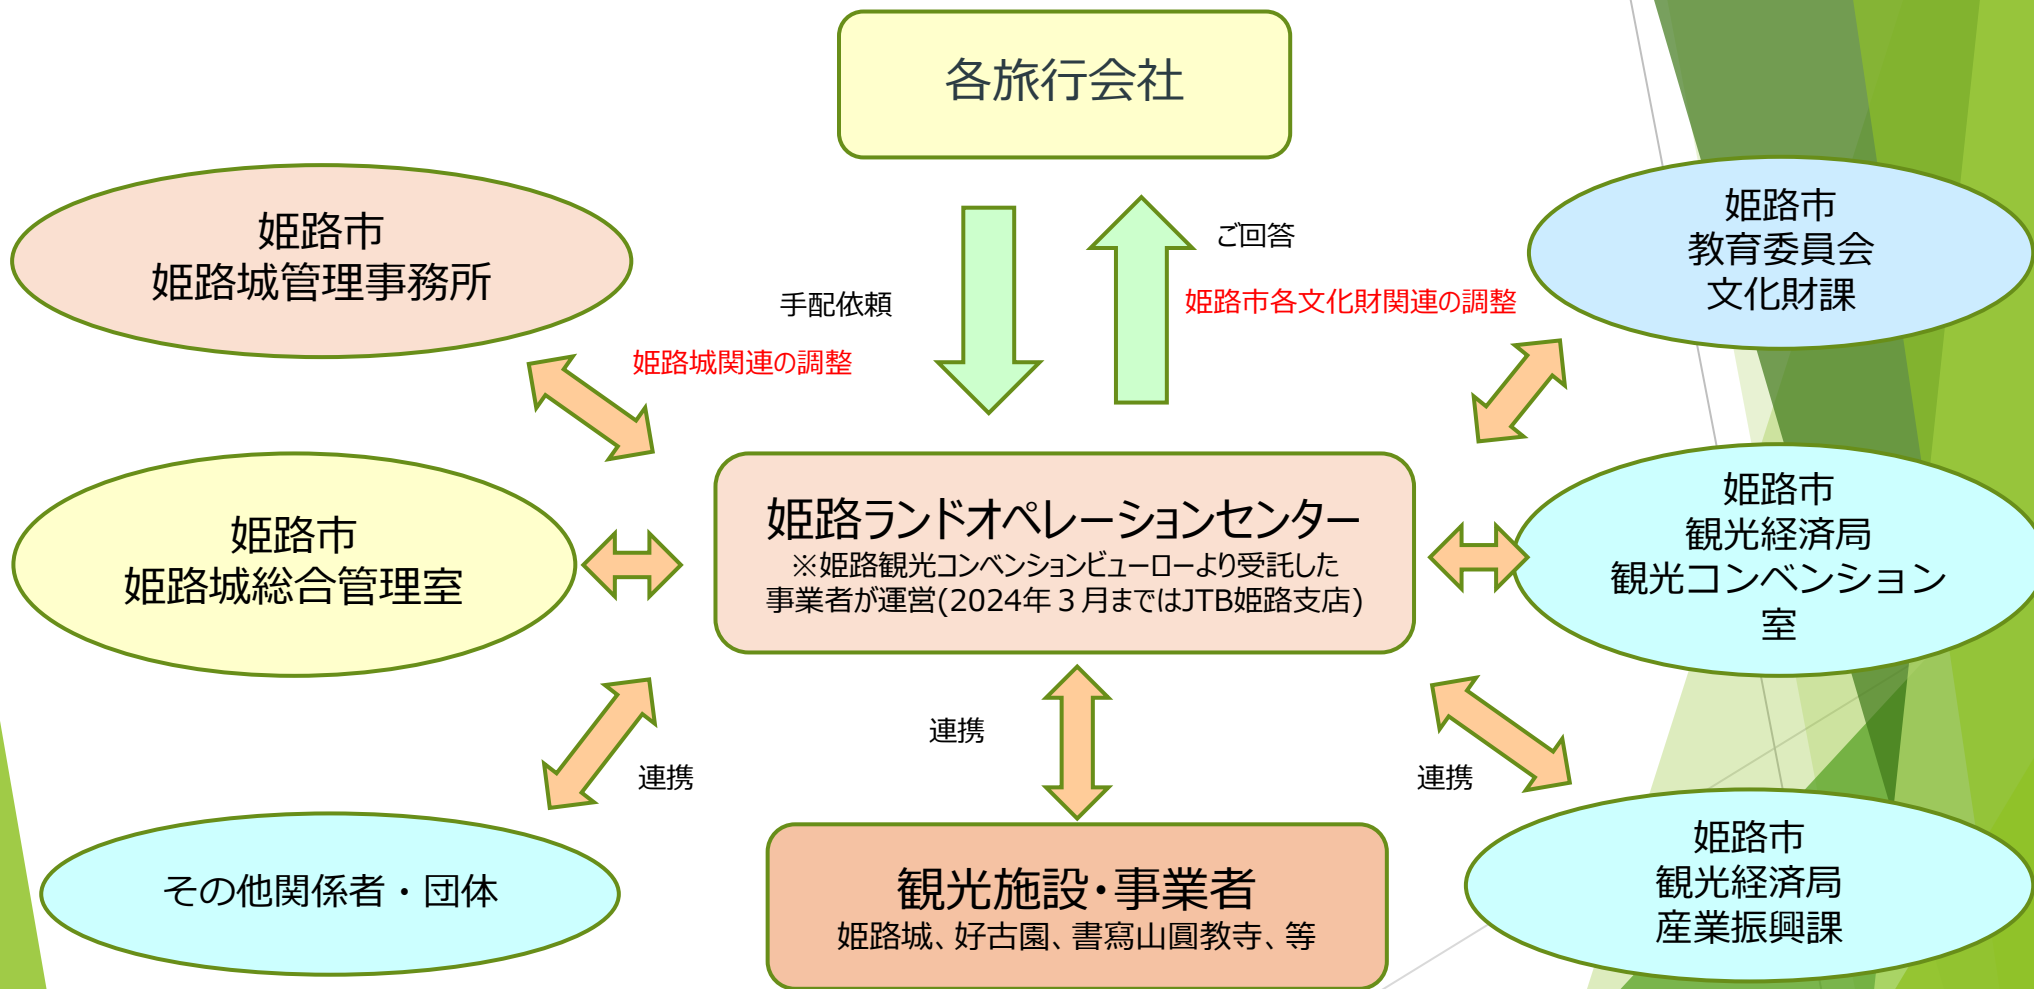 各旅行会社
姫路市
姫路城管理事務所
ご回答
姫路市
教育委員会
文化財課
手配依頼
姫路市各文化財関連の調整
姫路城関連の調整
姫路市
姫路城総合管理室
姫路ランドオペレーションセンター
※姫路観光コンベンションビューローより受託した
事業者が運営(2024年３月まではJTB姫路支店)
姫路市
観光経済局
観光コンベンション
室
連携
連携
連携
その他関係者・団体
観光施設・事業者
姫路城、好古園、書寫山圓教寺、等
姫路市
観光経済局
産業振興課